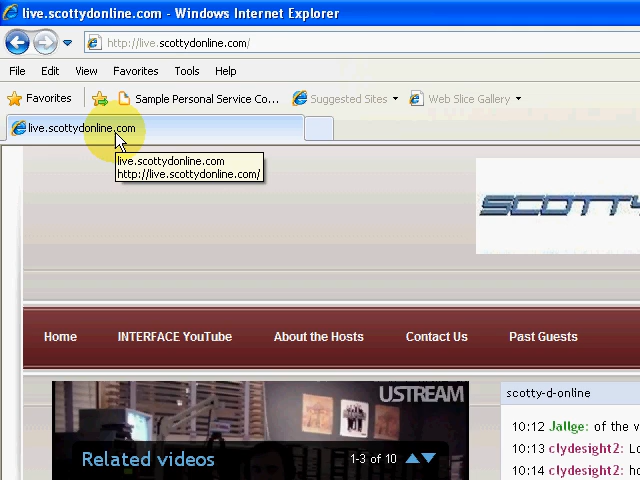 live.scottydonline.com - Windows Internet Explorer
http://live.scottydonline.com/
File Edit View Favorites Tools Help
Favorites Sample Personal Service Co... Suggested Sites Web Slice Gallery
live.scottydonline.com
live.scottydonline.com
http://live.scottydonline.com/
SCOTTY
Home INTERFACE YouTube About the Hosts Contact Us Past Guests
USTREAM
scotty-d-online
10:12 Jallge: of the v
10:13 clydesight2: Lo
Related videos 1-3 of 10
10:14 clydesight2: ho